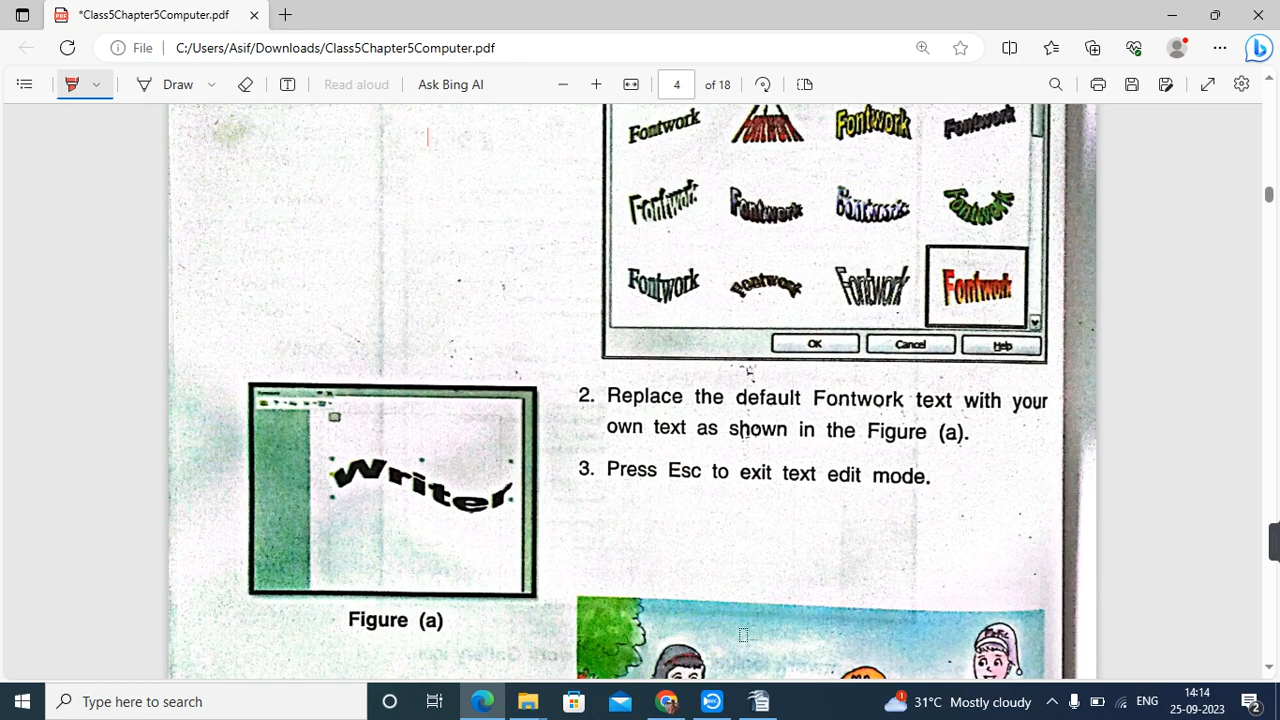 *Class5Chapter5Computer.pdf
File C:/Users/Asif/Downloads/Class5Chapter5Computer.pdf
Draw Read aloud Ask Bing AI 4 of 18
Fontwork Fontwork Fontwork Fontwork
Fontwork Fontwork Fontwork Fontwork
Fontwork Fontwork Fontwork Fontwork
OK Cancel Help
2. Replace the default Fontwork text with your
own text as shown in the Figure (a).
3. Press Esc to exit text edit mode.
Writer
Figure (a)
Type here to search
1 31°C Mostly cloudy ENG 14:14
25-09-2023 2